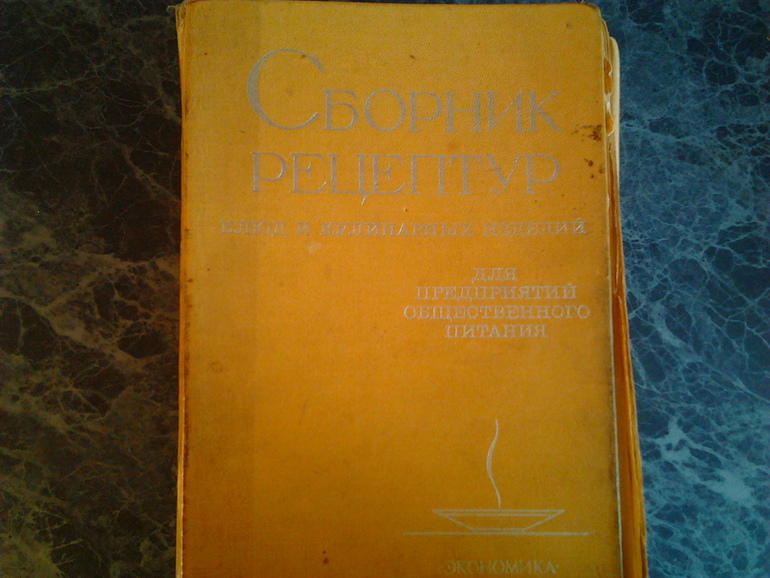 СБОРНИК
РЕЦЕПТУР
БЛЮД И КУЛИНАРНЫХ ИЗДЕЛИЙ
ДЛЯ
ПРЕДПРИЯТИЙ
ОБЩЕСТВЕННОГО
ПИТАНИЯ
·ЭКОНОМИКА·